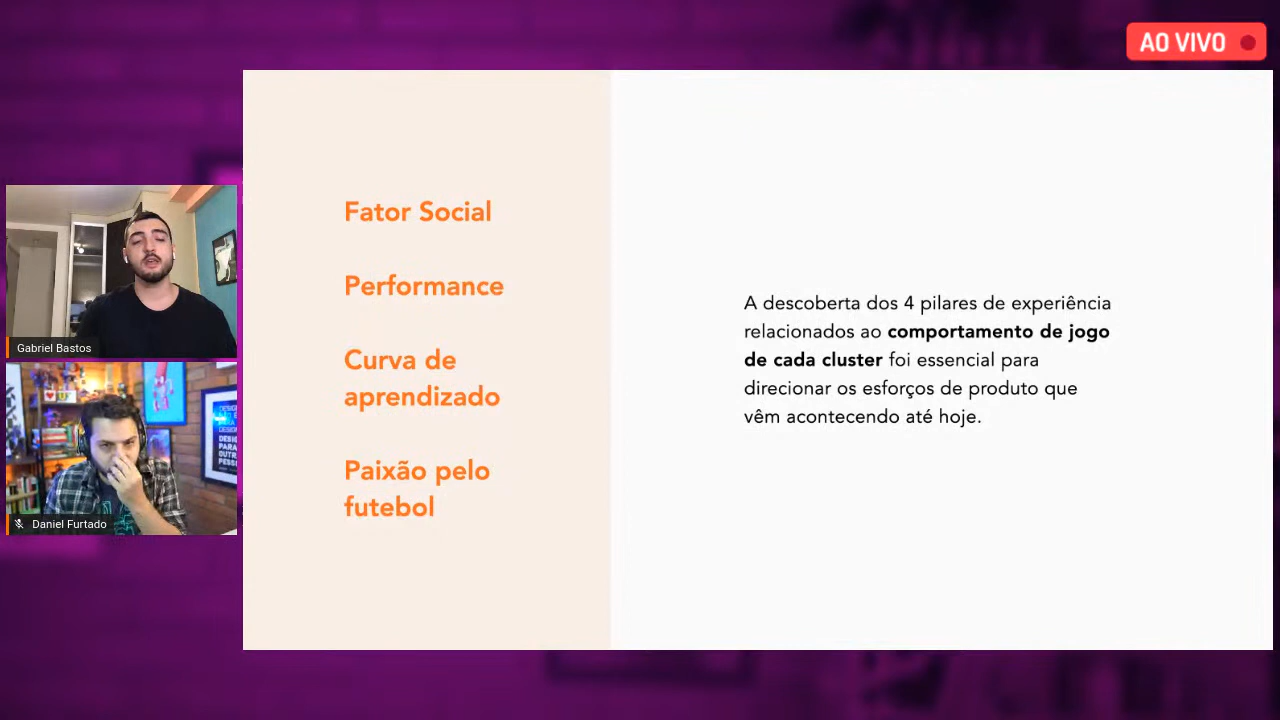 AO VIVO
Fator Social
Performance
Curva de
aprendizado
Paixão pelo
futebol
A descoberta dos 4 pilares de experiência
relacionados ao comportamento de jogo
de cada cluster foi essencial para
direcionar os esforços de produto que
vêm acontecendo até hoje.
Gabriel Bastos
DESIGN
PARA
Daniel Furtado